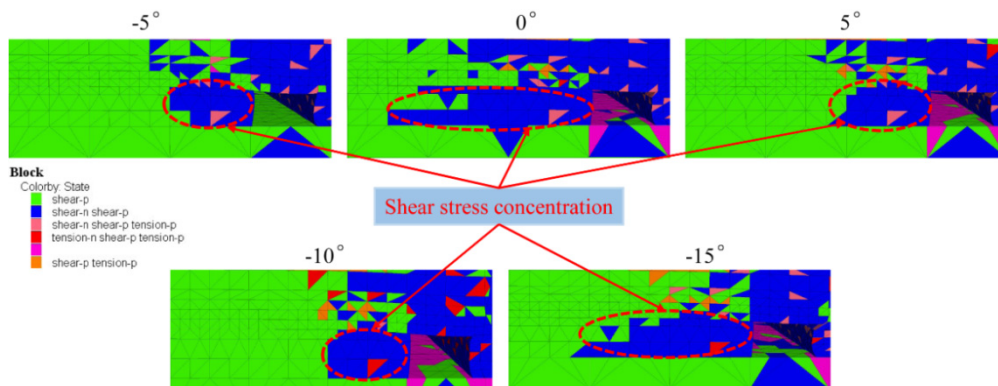 -5°
0°
5°
Block
Colorby: State
shear-p
shear-n shear-p
shear-n shear-p tension-p
tension-n shear-p tension-p
shear-p tension-p
Shear stress concentration
-10°
-15°